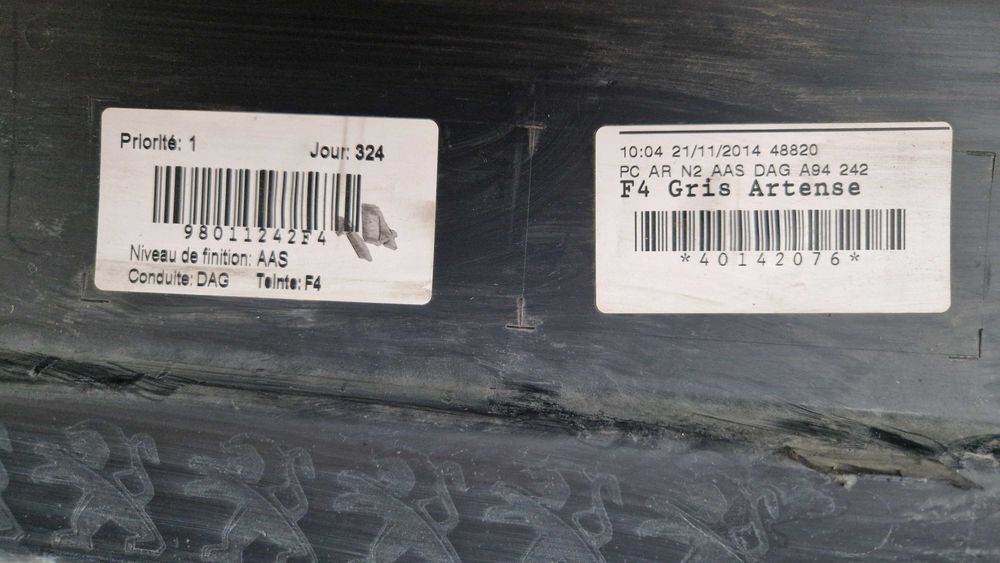 Priorité: 1 Jour: 324
98011242F4
Niveau de finition: AAS
Conduite: DAG Teinte: F4
10:04 21/11/2014 48820
PC AR N2 AAS DAG A94 242
F4 Gris Artense
*40142076*